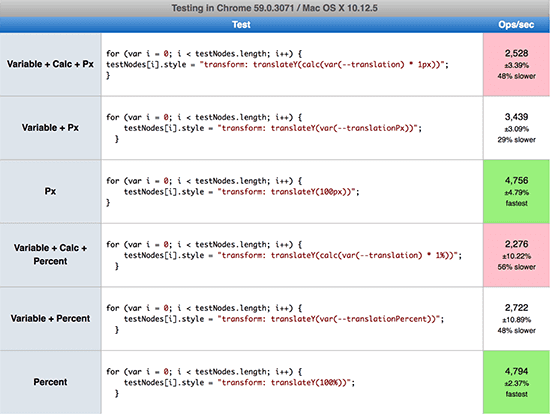 Testing in Chrome 59.0.3071 / Mac OS X 10.12.5
Test Ops/sec
Variable + Calc + Px
for (var i = 0; i < testNodes.length; i++) {
testNodes[i].style = "transform: translateY(calc(var(--translation) * 1px))";
}
2,528
±3.39%
48% slower
Variable + Px
for (var i = 0; i < testNodes.length; i++) {
testNodes[i].style = "transform: translateY(var(--translationPx))";
}
3,439
±3.09%
29% slower
Px
for (var i = 0; i < testNodes.length; i++) {
testNodes[i].style = "transform: translateY(100px))";
}
4,756
±4.79%
fastest
Variable + Calc +
Percent
for (var i = 0; i < testNodes.length; i++) {
testNodes[i].style = "transform: translateY(calc(var(--translation) * 1%))";
}
2,276
±10.22%
56% slower
Variable + Percent
for (var i = 0; i < testNodes.length; i++) {
testNodes[i].style = "transform: translateY(var(--translationPercent))";
}
2,722
±10.89%
48% slower
Percent
for (var i = 0; i < testNodes.length; i++) {
testNodes[i].style = "transform: translateY(100%))";
}
4,794
±2.37%
fastest